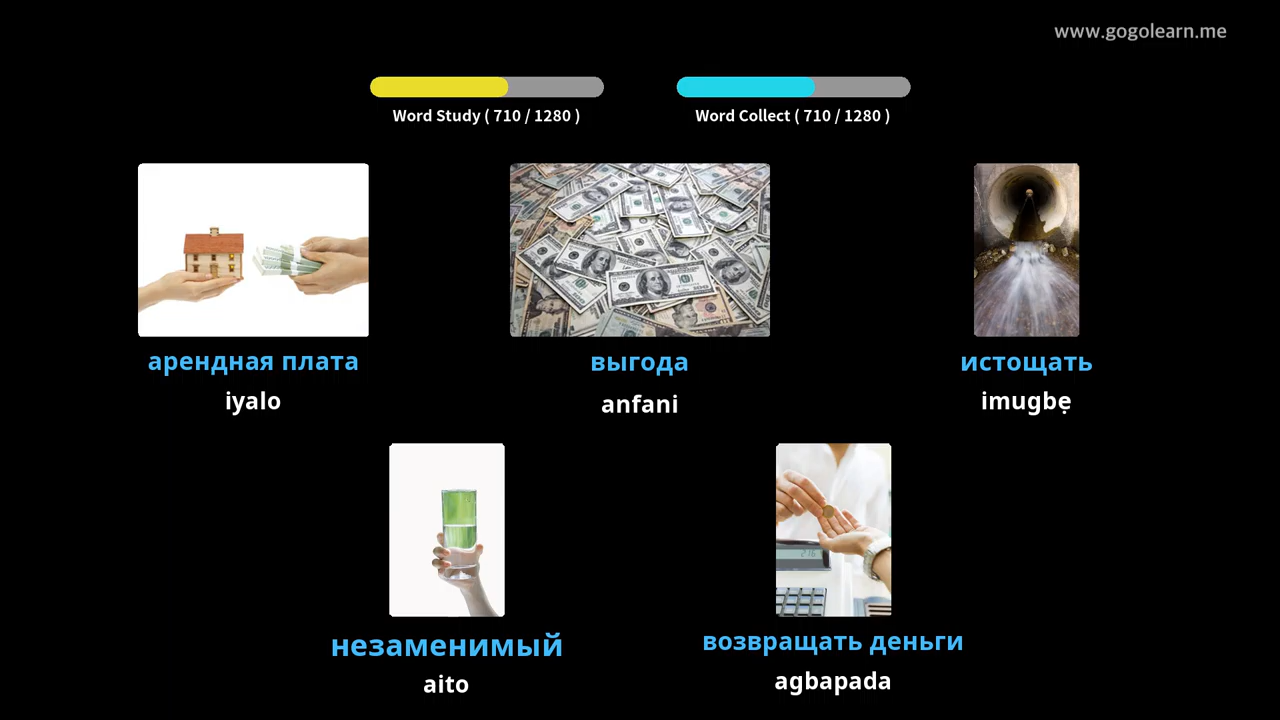 www.gogolearn.me
Word Study ( 710 / 1280 )
Word Collect ( 710 / 1280 )
арендная плата
iyalo
выгода
anfani
истощать
imugbẹ
незаменимый
aito
возвращать деньги
agbapada